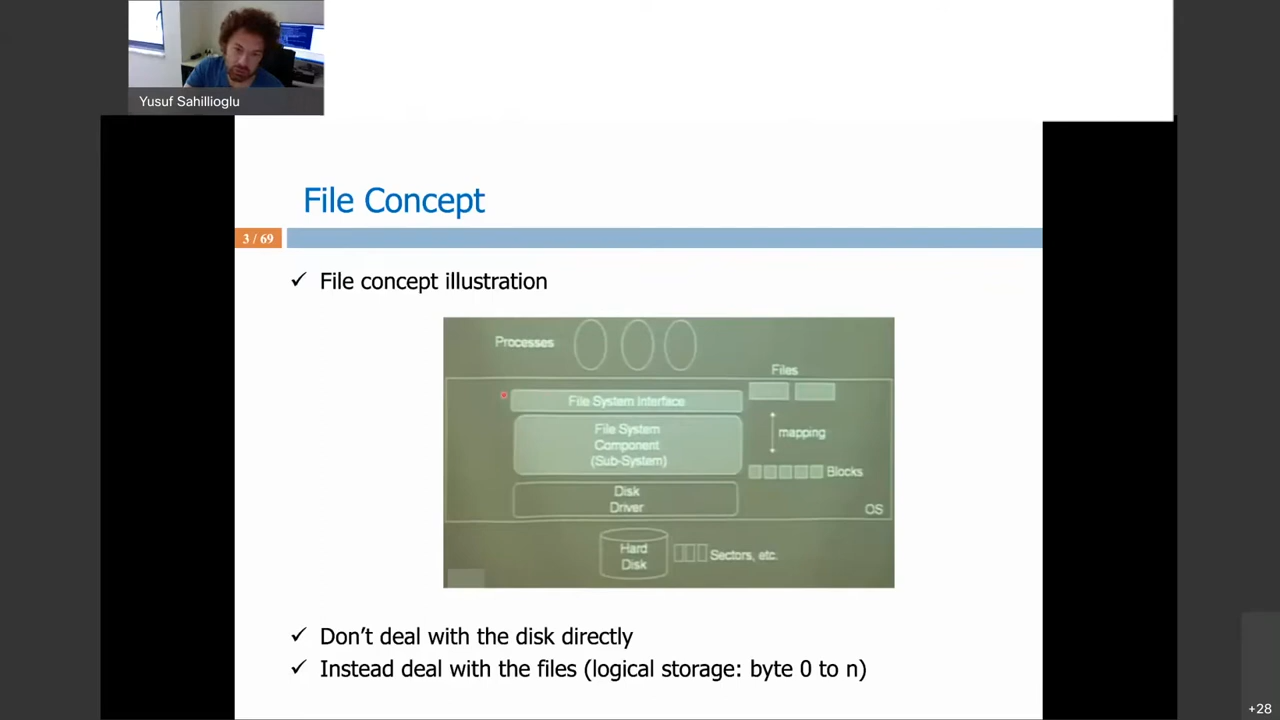 Yusuf Sahillioglu
File Concept
3 / 69
✓ File concept illustration
Processes
Files
File System Interface
File System
Component
(Sub-System)
mapping
Blocks
Disk
Driver
OS
Hard
Disk
Sectors, etc.
✓ Don’t deal with the disk directly
✓ Instead deal with the files (logical storage: byte 0 to n)
+28